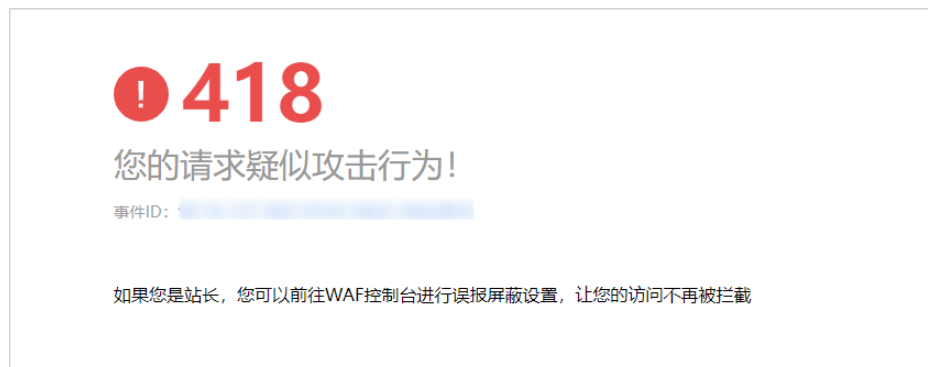 418
您的请求疑似攻击行为！
事件ID：
如果您是站长，您可以前往WAF控制台进行误报屏蔽设置，让您的访问不再被拦截